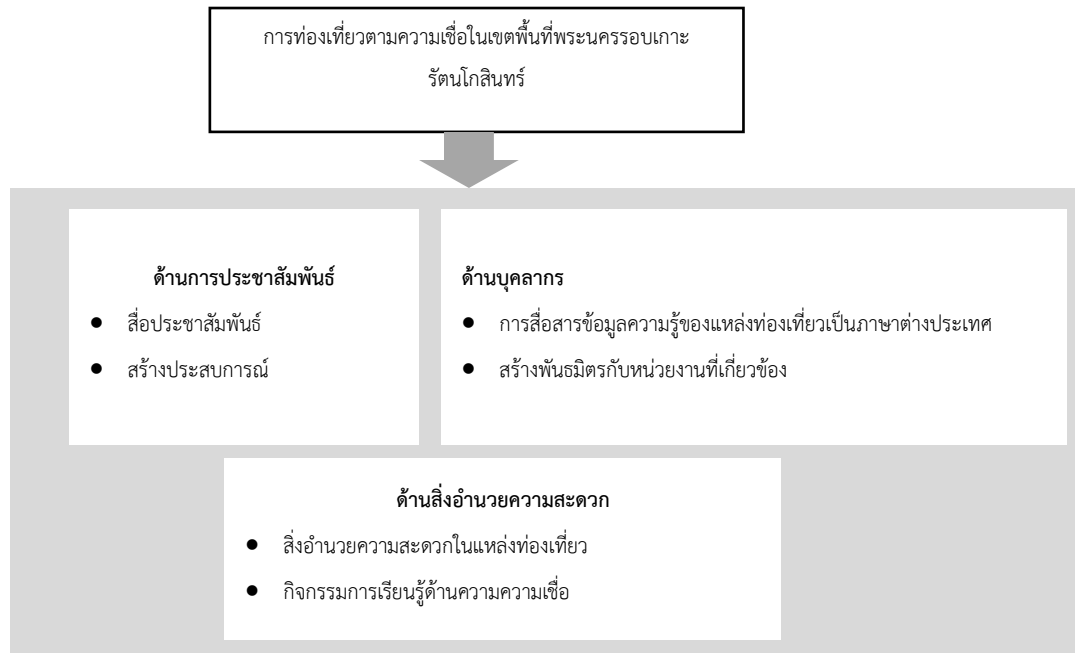 การท่องเที่ยวตามความเชื่อในเขตพื้นที่พระนครรอบเกาะ
รัตนโกสินทร์
ด้านการประชาสัมพันธ์
● สื่อประชาสัมพันธ์
● สร้างประสบการณ์
ด้านบุคลากร
● การสื่อสารข้อมูลความรู้ของแหล่งท่องเที่ยวเป็นภาษาต่างประเทศ
● สร้างพันธมิตรกับหน่วยงานที่เกี่ยวข้อง
ด้านสิ่งอำนวยความสะดวก
● สิ่งอำนวยความสะดวกในแหล่งท่องเที่ยว
● กิจกรรมการเรียนรู้ด้านความความเชื่อ